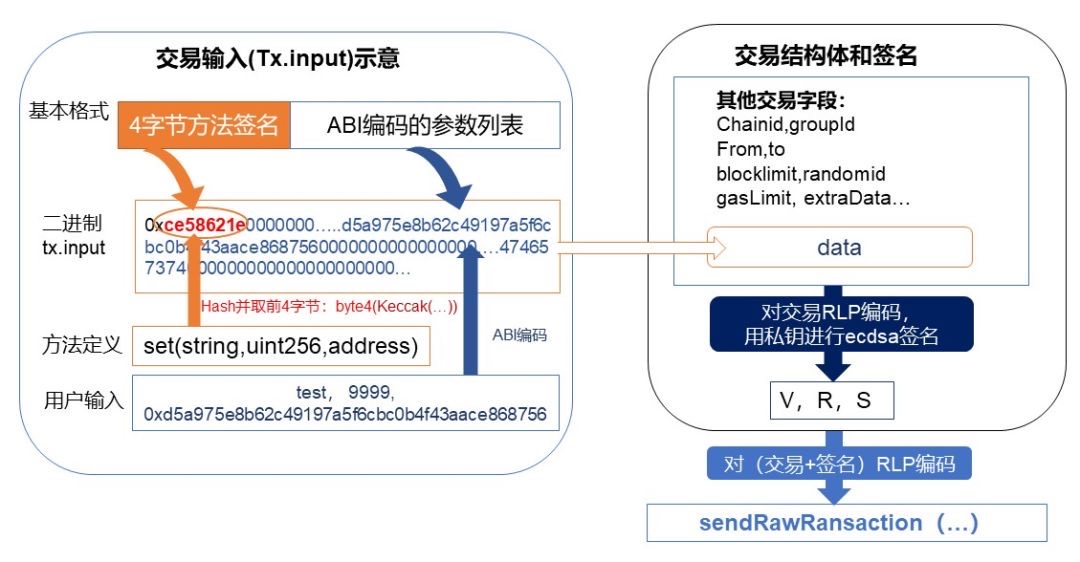 交易输入(Tx.input)示意
基本格式
4字节方法签名
ABI编码的参数列表
二进制
tx.input
0xce58621e0000000…..d5a975e8b62c49197a5f6c
bc0b4f43aace8687560000000000000000….47465
73740000000000000000000000…
Hash并取前4字节：byte4(Keccak(…))
ABI编码
方法定义
set(string,uint256,address)
用户输入
test， 9999,
0xd5a975e8b62c49197a5f6cbc0b4f43aace868756
交易结构体和签名
其他交易字段：
Chainid,groupId
From,to
blocklimit,randomid
gasLimit, extraData…
data
对交易RLP编码，
用私钥进行ecdsa签名
V，R，S
对（交易+签名）RLP编码
sendRawRansaction（…）